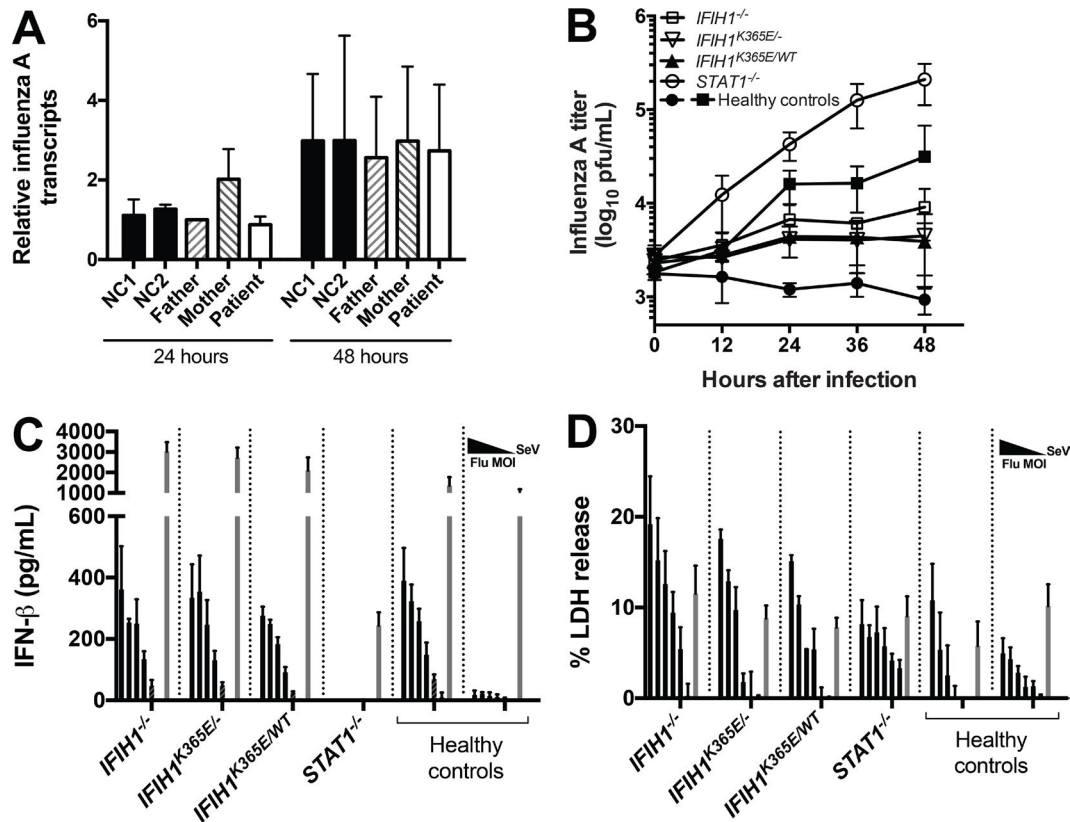 A
Relative influenza A
transcripts
6
4
2
0
NC1
NC2
Father
Mother
Patient
NC1
NC2
Father
Mother
Patient
24 hours
48 hours
B
IFIH1-/-
IFIH1K365E/-
IFIH1K365E/WT
STAT1-/-
Healthy controls
Influenza A titer
(log10 pfu/mL)
6
5
4
3
0 12 24 36 48
Hours after infection
C
IFN-β (pg/mL)
4000
3000
2000
1000
600
400
200
0
SeV
Flu MOI
IFIH1-/-
IFIH1K365E/-
IFIH1K365E/WT
STAT1-/-
Healthy
controls
D
% LDH release
30
20
10
0
SeV
Flu MOI
IFIH1-/-
IFIH1K365E/-
IFIH1K365E/WT
STAT1-/-
Healthy
controls